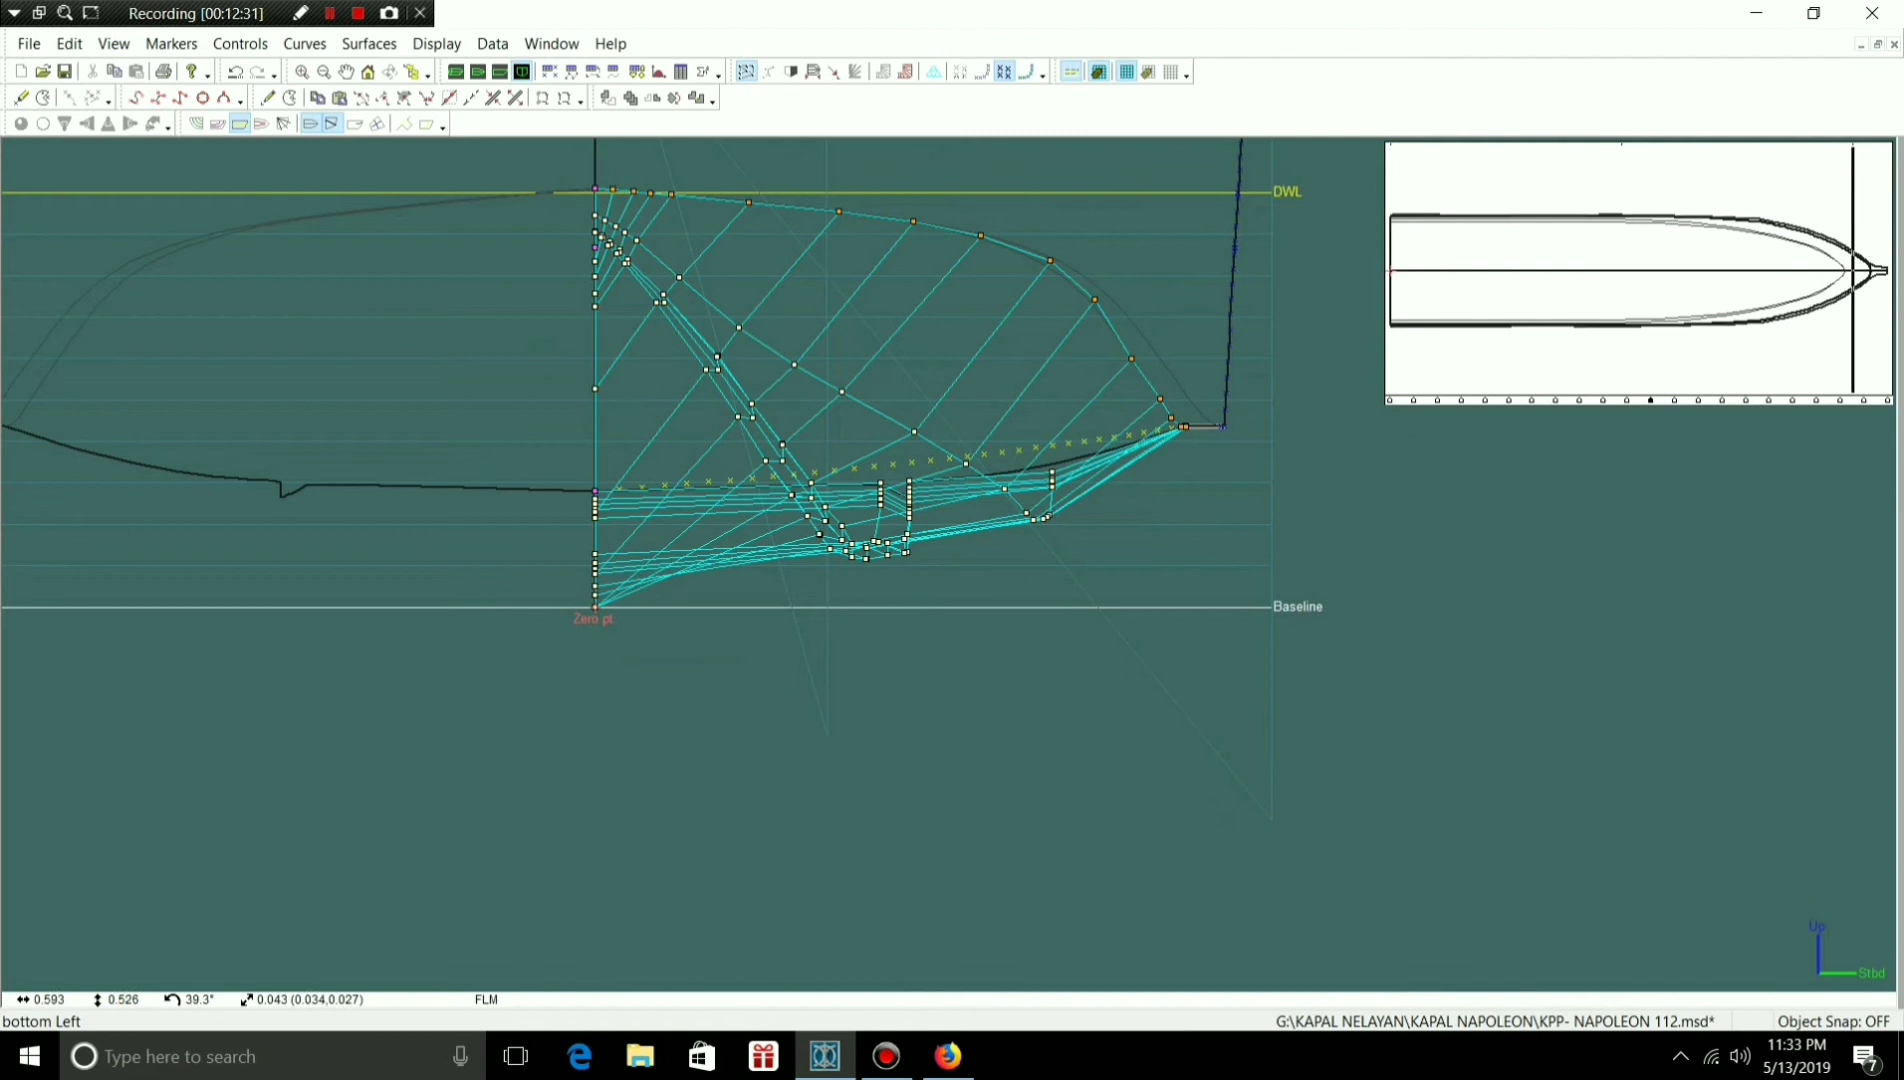 Recording [00:12:31]
File Edit View Markers Controls Curves Surfaces Display Data Window Help
DWL
Baseline
Zero pt
Up
Stbd
0.593 0.526 39.3° 0.043 (0.034,0.027) FLM
bottom Left G:\KAPAL NELAYAN\KAPAL NAPOLEON\KPP- NAPOLEON 112.msd* Object Snap: OFF
Type here to search
11:33 PM
5/13/2019
7